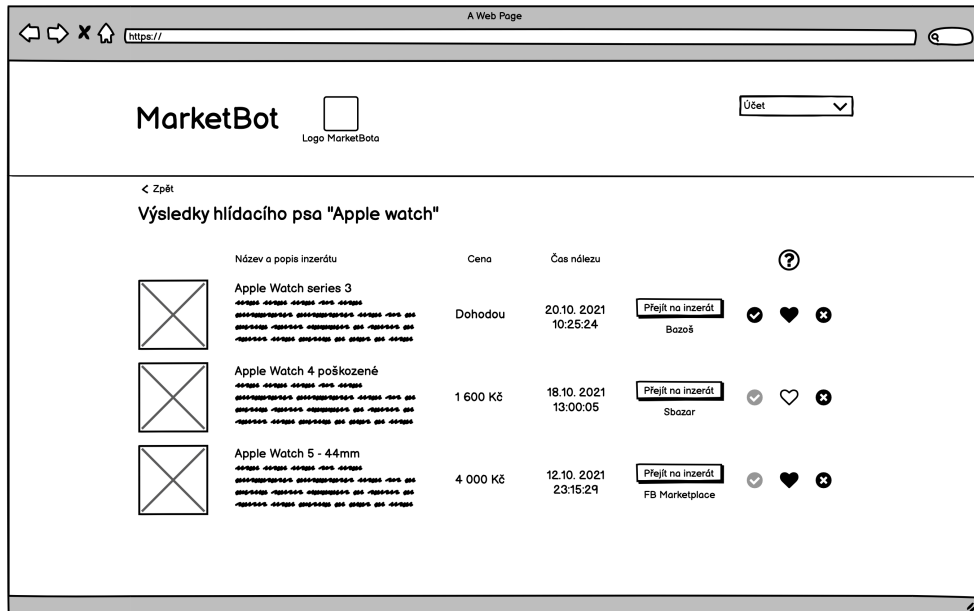 A Web Page
https://
MarketBot
Logo MarketBota
Účet
Zpět
Výsledky hlídacího psa "Apple watch"
Název a popis inzerátu
Cena
Čas nálezu
Apple Watch series 3
Dohodou
20.10. 2021
10:25:24
Přejít na inzerát
Bazoš
Apple Watch 4 poškozené
1 600 Kč
18.10. 2021
13:00:05
Přejít na inzerát
Sbazar
Apple Watch 5 - 44mm
4 000 Kč
12.10. 2021
23:15:29
Přejít na inzerát
FB Marketplace